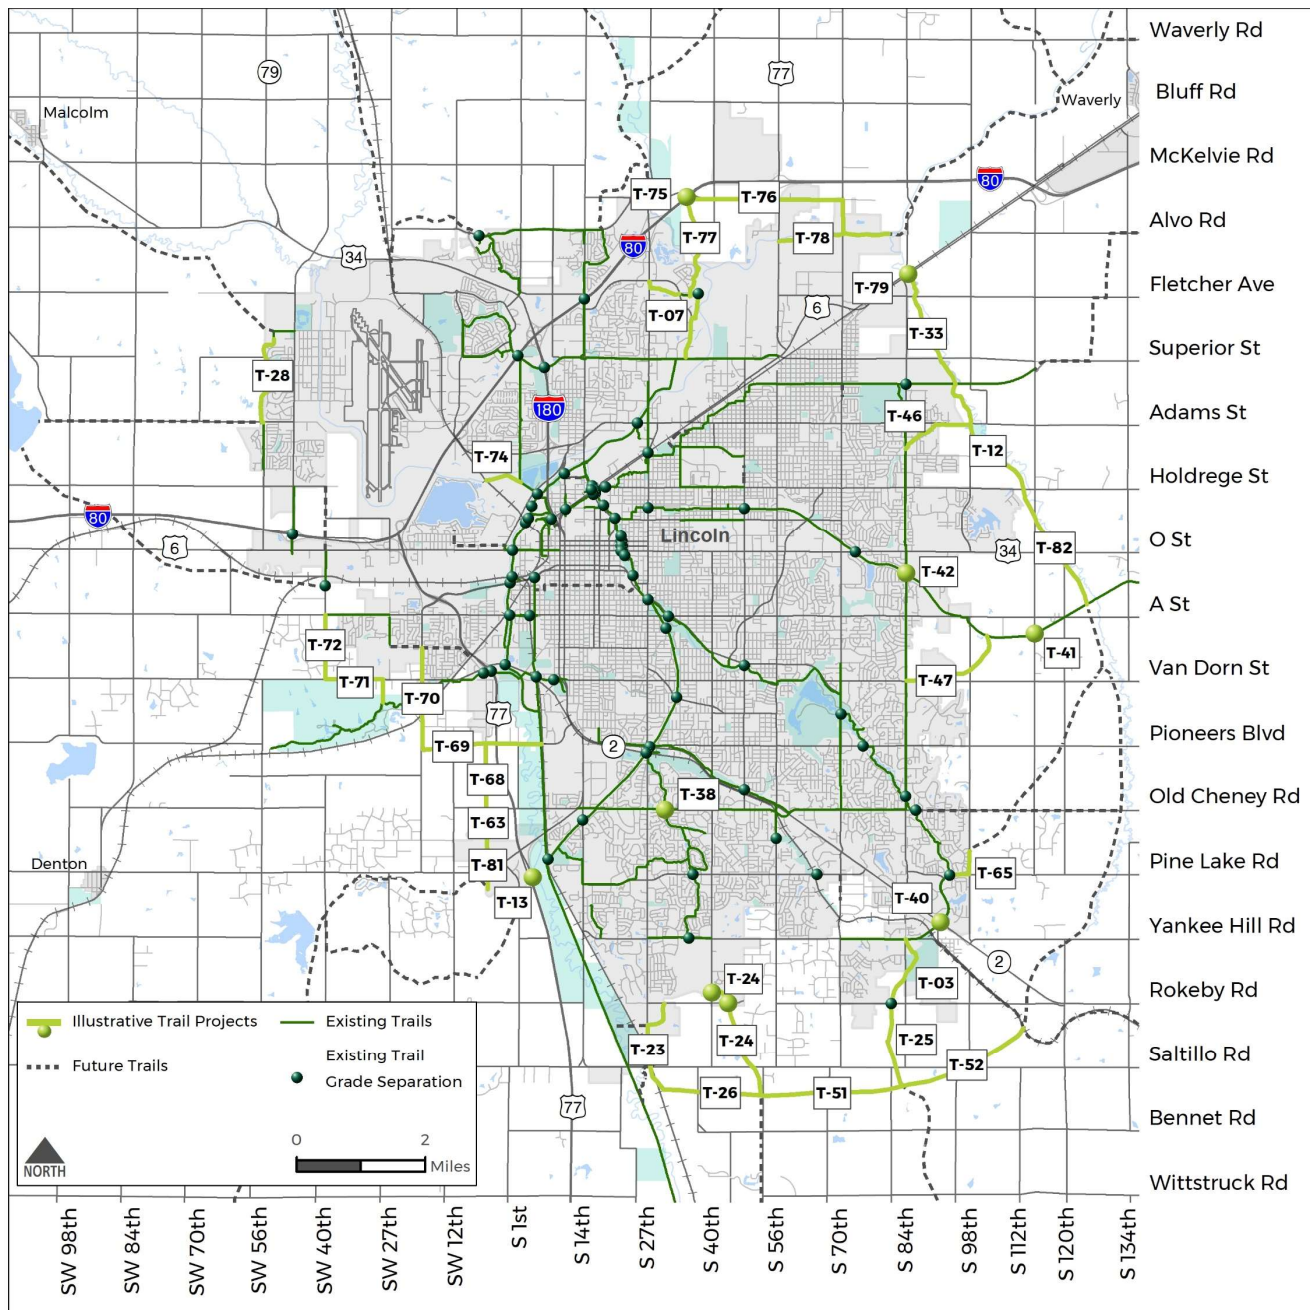 Waverly Rd
79
77
Bluff Rd
Waverly
Malcolm
McKelvie Rd
80
T-75
T-76
Alvo Rd
T-77
T-78
80
34
Fletcher Ave
T-79
6
T-07
T-33
Superior St
T-28
180
Adams St
T-46
T-12
T-74
Holdrege St
80
Lincoln
O St
6
34
T-82
T-42
A St
T-72
T-41
Van Dorn St
T-71
T-47
T-70
77
Pioneers Blvd
T-69
2
T-68
T-38
Old Cheney Rd
T-63
Denton
Pine Lake Rd
T-81
T-65
T-13
T-40
Yankee Hill Rd
2
T-24
T-03
Rokeby Rd
Illustrative Trail Projects
Existing Trails
T-23
T-24
T-25
Saltillo Rd
Future Trails
Existing Trail
Grade Separation
T-52
T-26
T-51
77
Bennet Rd
0
2
Miles
NORTH
Wittstruck Rd
SW 98th
SW 84th
SW 70th
SW 56th
SW 40th
SW 27th
SW 12th
S 1st
S 14th
S 27th
S 40th
S 56th
S 70th
S 84th
S 98th
S 112th
S 120th
S 134th